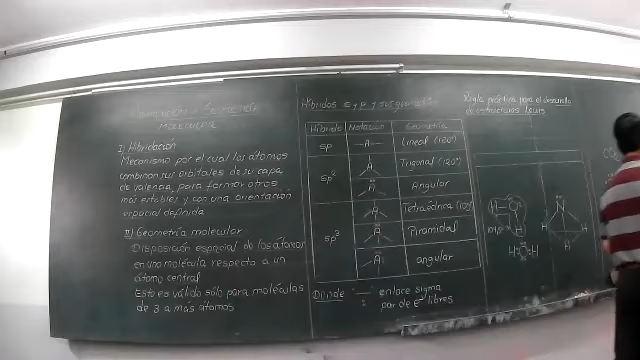 Hibridación y Geometría
molecular
I) Hibridación
Mecanismo por el cual los átomos
combinan sus orbitales de su capa
de valencia, para formar otros
más estables y con una orientación
espacial definida
II) Geometría molecular
Disposición espacial de los átomos
en una molécula respecto a un
átomo central
Esto es válido sólo para moléculas
de 3 a más átomos
Híbridos s y p y sus
Híbrido Notación Geometría
sp —A— Lineal (180°)
sp² A Trigonal (120°)
Ä Angular
sp³ A Tetraédrica
A Piramidal
A angular
Donde — enlace sigma
: par de e⁻ libres
Regla práctica para el desarrollo
de estructuras Lewis
H O
H
H O H
N
H H
H